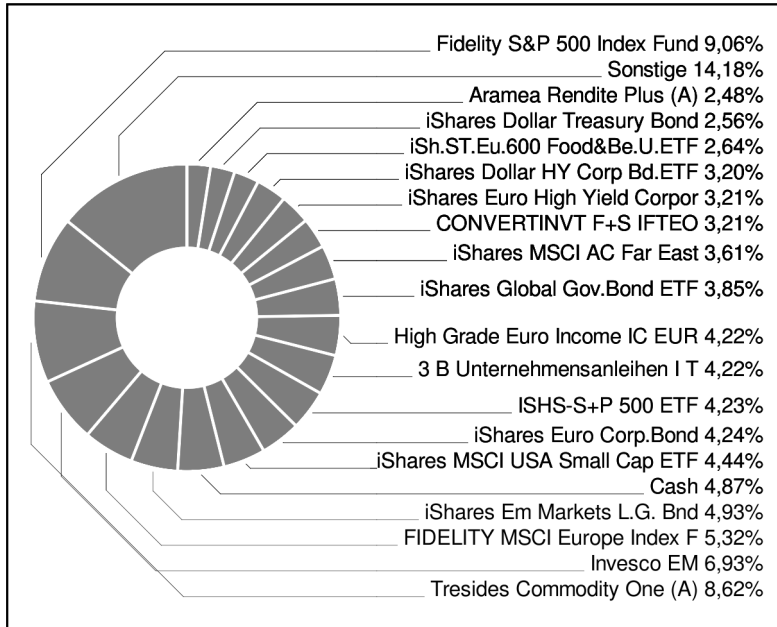 Fidelity S&P 500 Index Fund 9,06%
Sonstige 14,18%
Aramea Rendite Plus (A) 2,48%
iShares Dollar Treasury Bond 2,56%
iSh.ST.Eu.600 Food&Be.U.ETF 2,64%
iShares Dollar HY Corp Bd.ETF 3,20%
iShares Euro High Yield Corpor 3,21%
CONVERTINVT F+S IFTEO 3,21%
iShares MSCI AC Far East 3,61%
iShares Global Gov.Bond ETF 3,85%
High Grade Euro Income IC EUR 4,22%
3 B Unternehmensanleihen I T 4,22%
ISHS-S+P 500 ETF 4,23%
iShares Euro Corp.Bond 4,24%
iShares MSCI USA Small Cap ETF 4,44%
Cash 4,87%
iShares Em Markets L.G. Bnd 4,93%
FIDELITY MSCI Europe Index F 5,32%
Invesco EM 6,93%
Tresides Commodity One (A) 8,62%